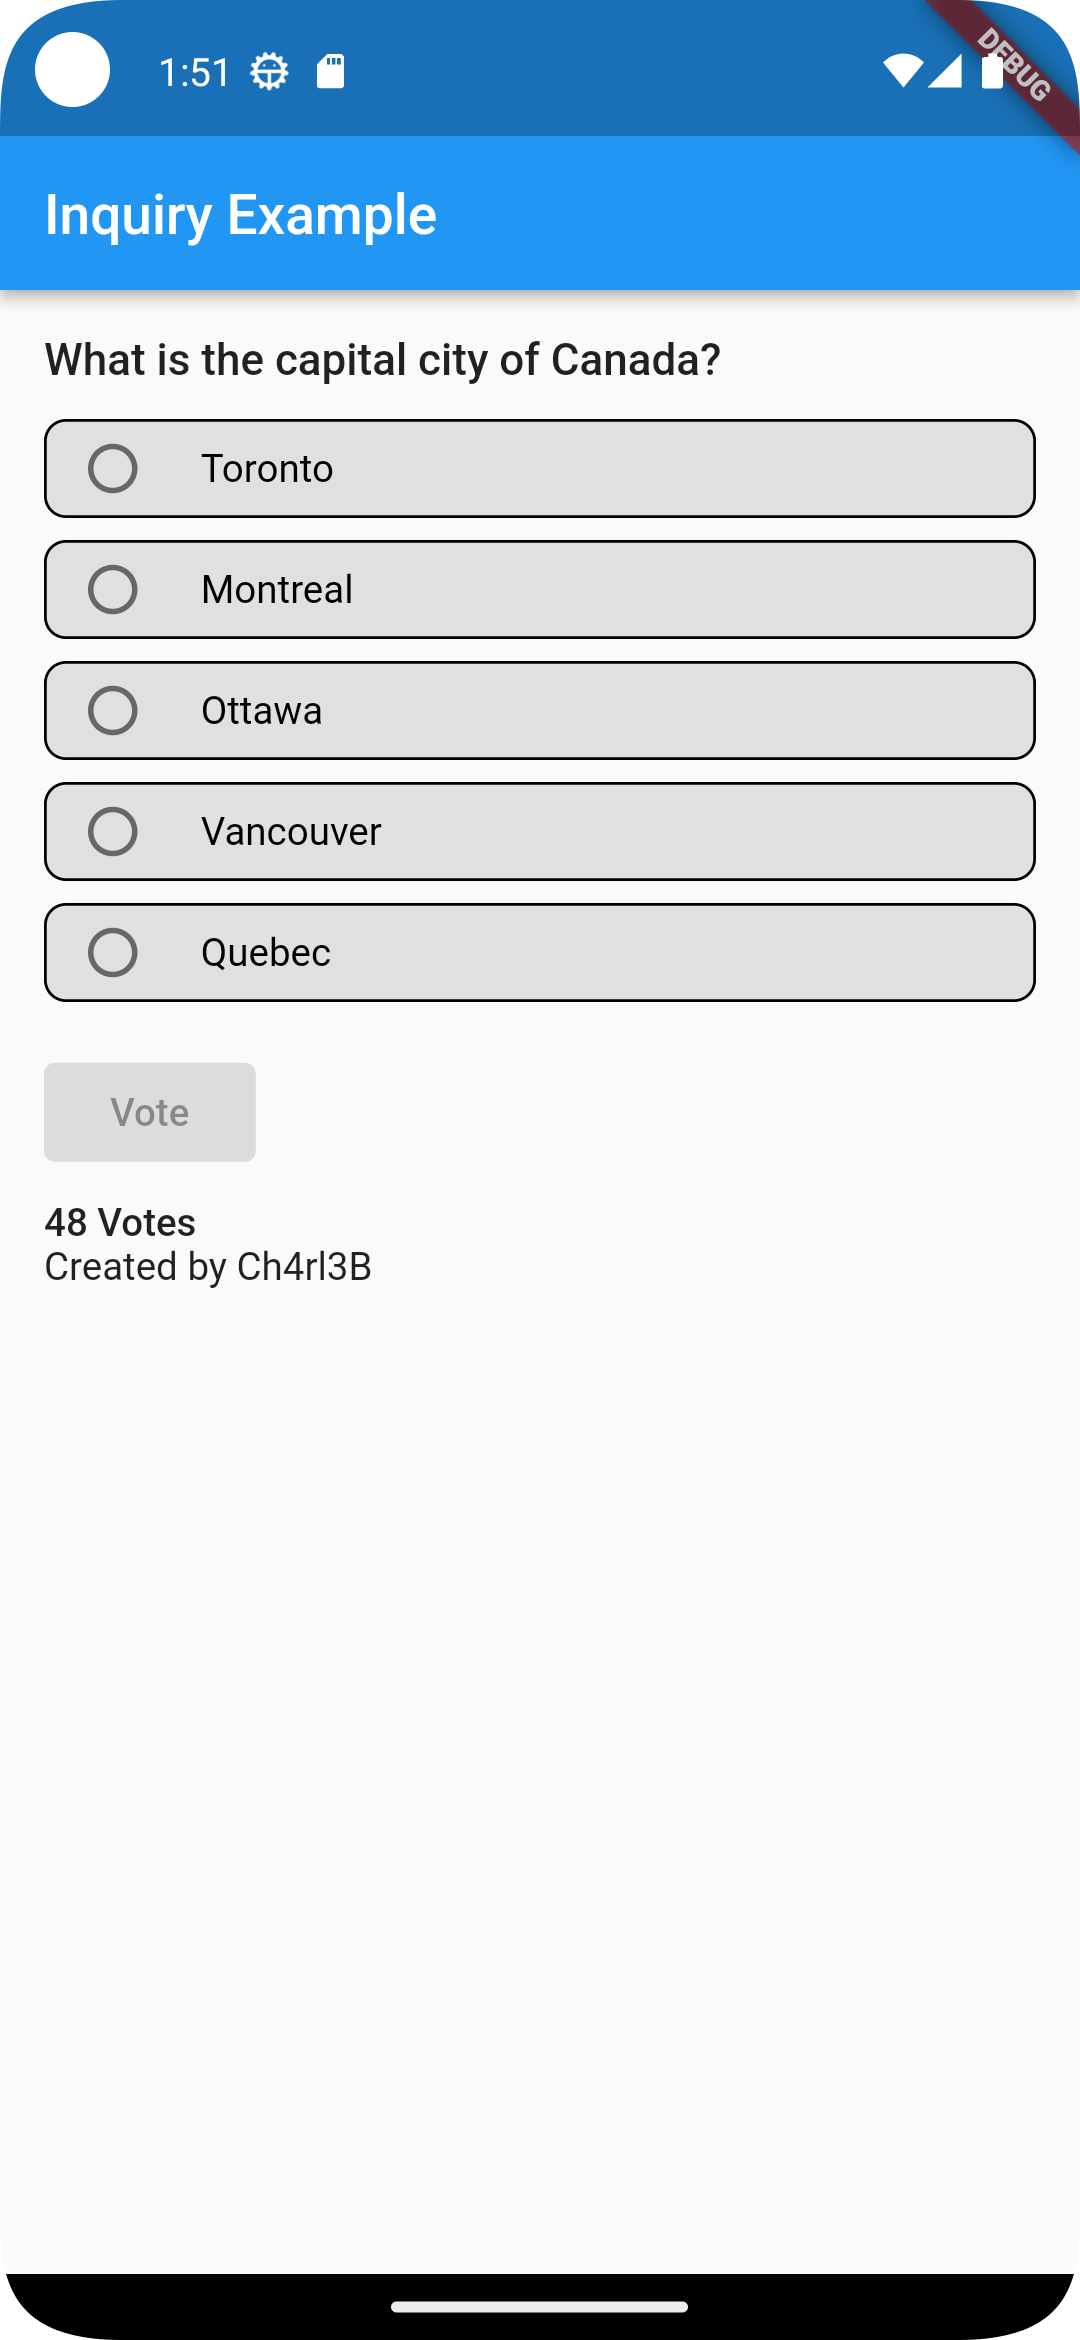 1:51
DEBUG
Inquiry Example
What is the capital city of Canada?
Toronto
Montreal
Ottawa
Vancouver
Quebec
Vote
48 Votes
Created by Ch4rl3B